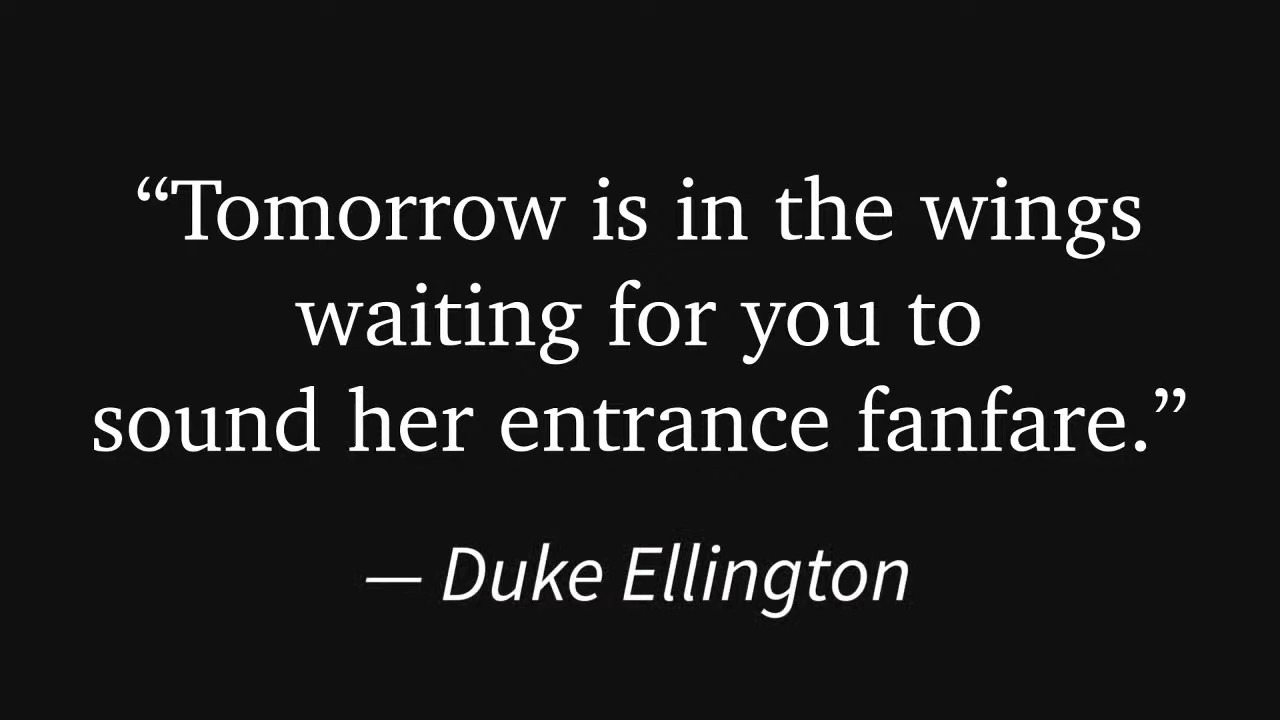 “Tomorrow is in the wings
waiting for you to
sound her entrance fanfare.”
— Duke Ellington